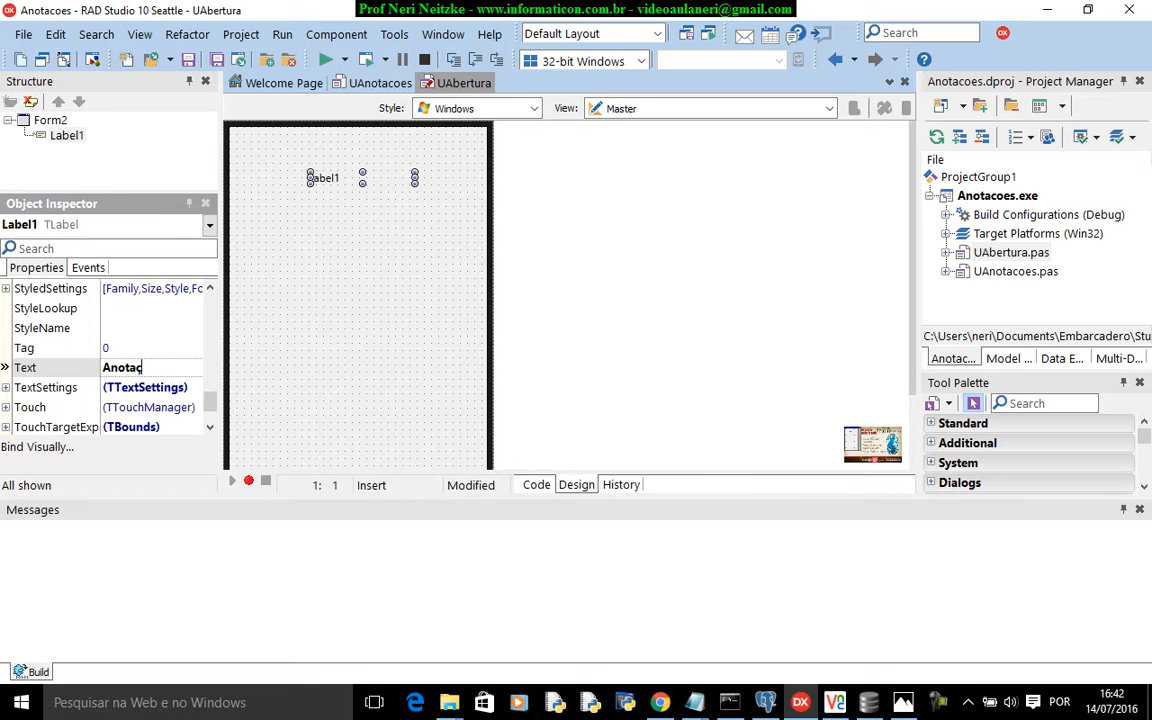 Prof Neri Neitzke - www.informaticon.com.br - videoaulaneri@gmail.com
Anotacoes - RAD Studio 10 Seattle - UAbertura
File Edit Search View Refactor Project Run Component Tools Window Help
Default Layout
Search
32-bit Windows
Structure
Welcome Page UAnotacoes UAbertura
Anotacoes.dproj - Project Manager
Style: Windows View: Master
Form2
Label1
File
ProjectGroup1
Anotacoes.exe
Build Configurations (Debug)
Target Platforms (Win32)
UAbertura.pas
UAnotacoes.pas
Label1
Object Inspector
Label1 TLabel
Search
Properties Events
StyledSettings [Family,Size,Style,Fc
StyleLookup
StyleName
Tag 0
Text Anotaç
TextSettings (TTextSettings)
Touch (TTouchManager)
TouchTargetExp (TBounds)
Bind Visually...
All shown
C:\Users\neri\Documents\Embarcadero\Stu
Anotac... Model ... Data E... Multi-D...
Tool Palette
Search
Standard
Additional
System
Dialogs
1: 1 Insert Modified Code Design History
Messages
Build
Pesquisar na Web e no Windows
POR
16:42
14/07/2016